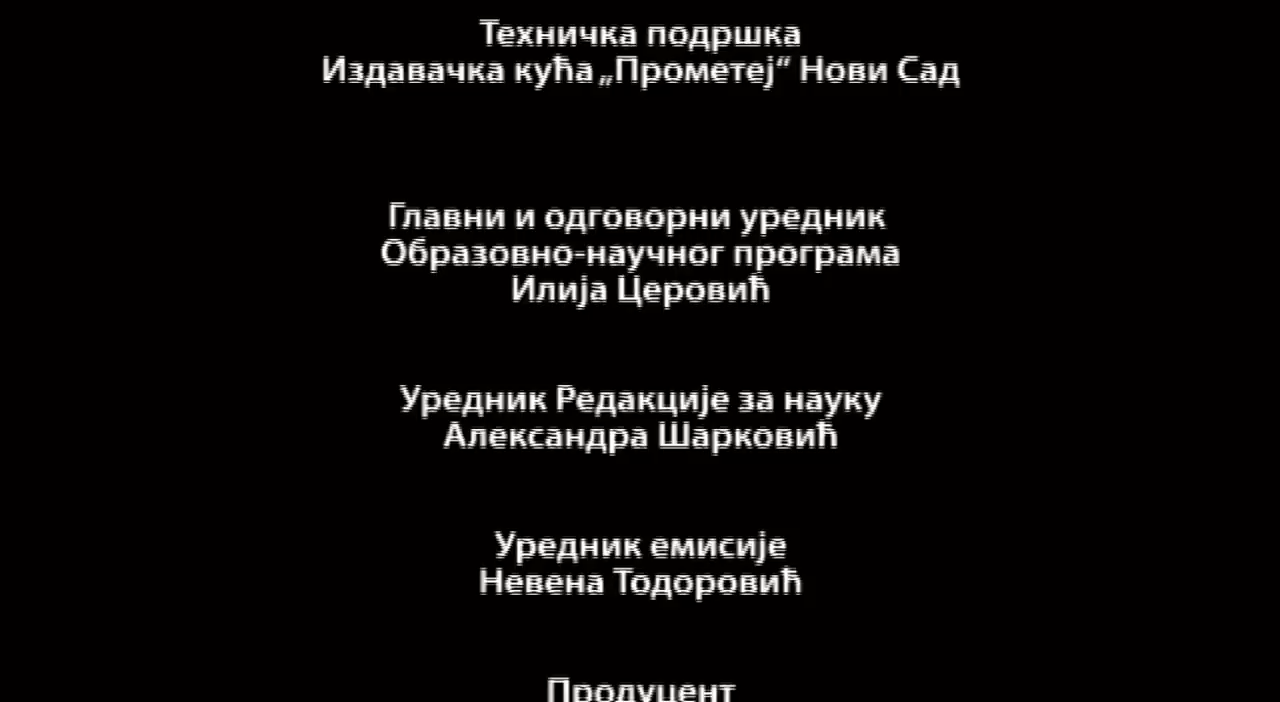 Техничка подршка
Издавачка кућа „Прометеј“ Нови Сад
Главни и одговорни уредник
Образовно-научног програма
Илија Церовић
Уредник Редакције за науку
Александра Шарковић
Уредник емисије
Невена Тодоровић
Продуцент